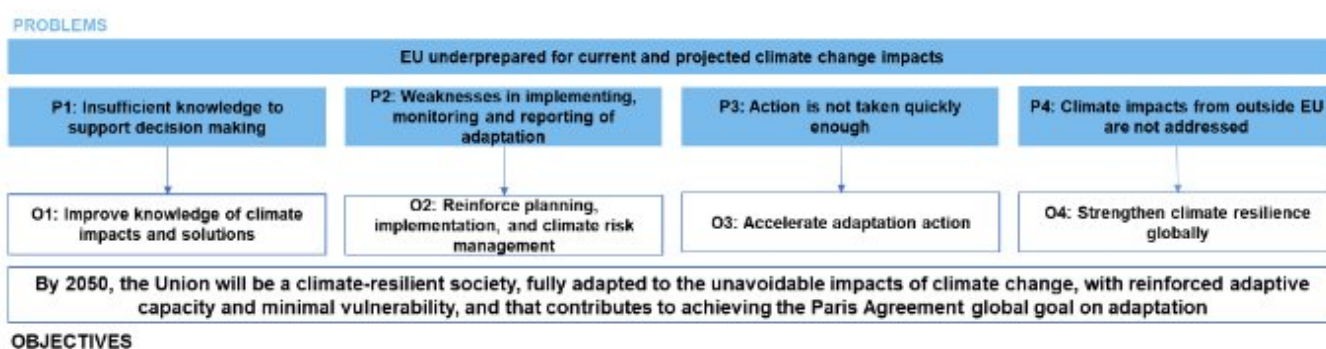 PROBLEMS
EU underprepared for current and projected climate change impacts
P1: Insufficient knowledge to
support decision making
P2: Weaknesses in implementing,
monitoring and reporting of
adaptation
P3: Action is not taken quickly
enough
P4: Climate impacts from outside EU
are not addressed
O1: Improve knowledge of climate
impacts and solutions
O2: Reinforce planning,
implementation, and climate risk
management
O3: Accelerate adaptation action
O4: Strengthen climate resilience
globally
By 2050, the Union will be a climate-resilient society, fully adapted to the unavoidable impacts of climate change, with reinforced adaptive
capacity and minimal vulnerability, and that contributes to achieving the Paris Agreement global goal on adaptation
OBJECTIVES